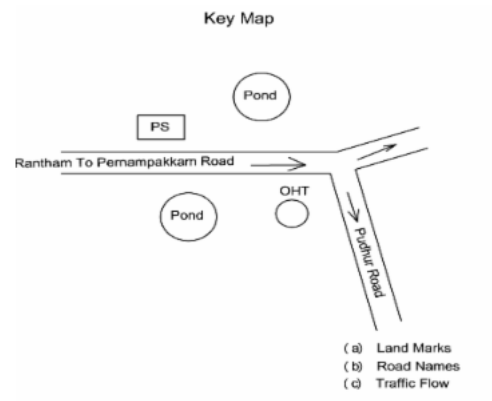 Key Map
Pond
PS
Rantham To Pernampakkam Road
OHT
Pond
Pudhur Road
(a) Land Marks
(b) Road Names
(c) Traffic Flow